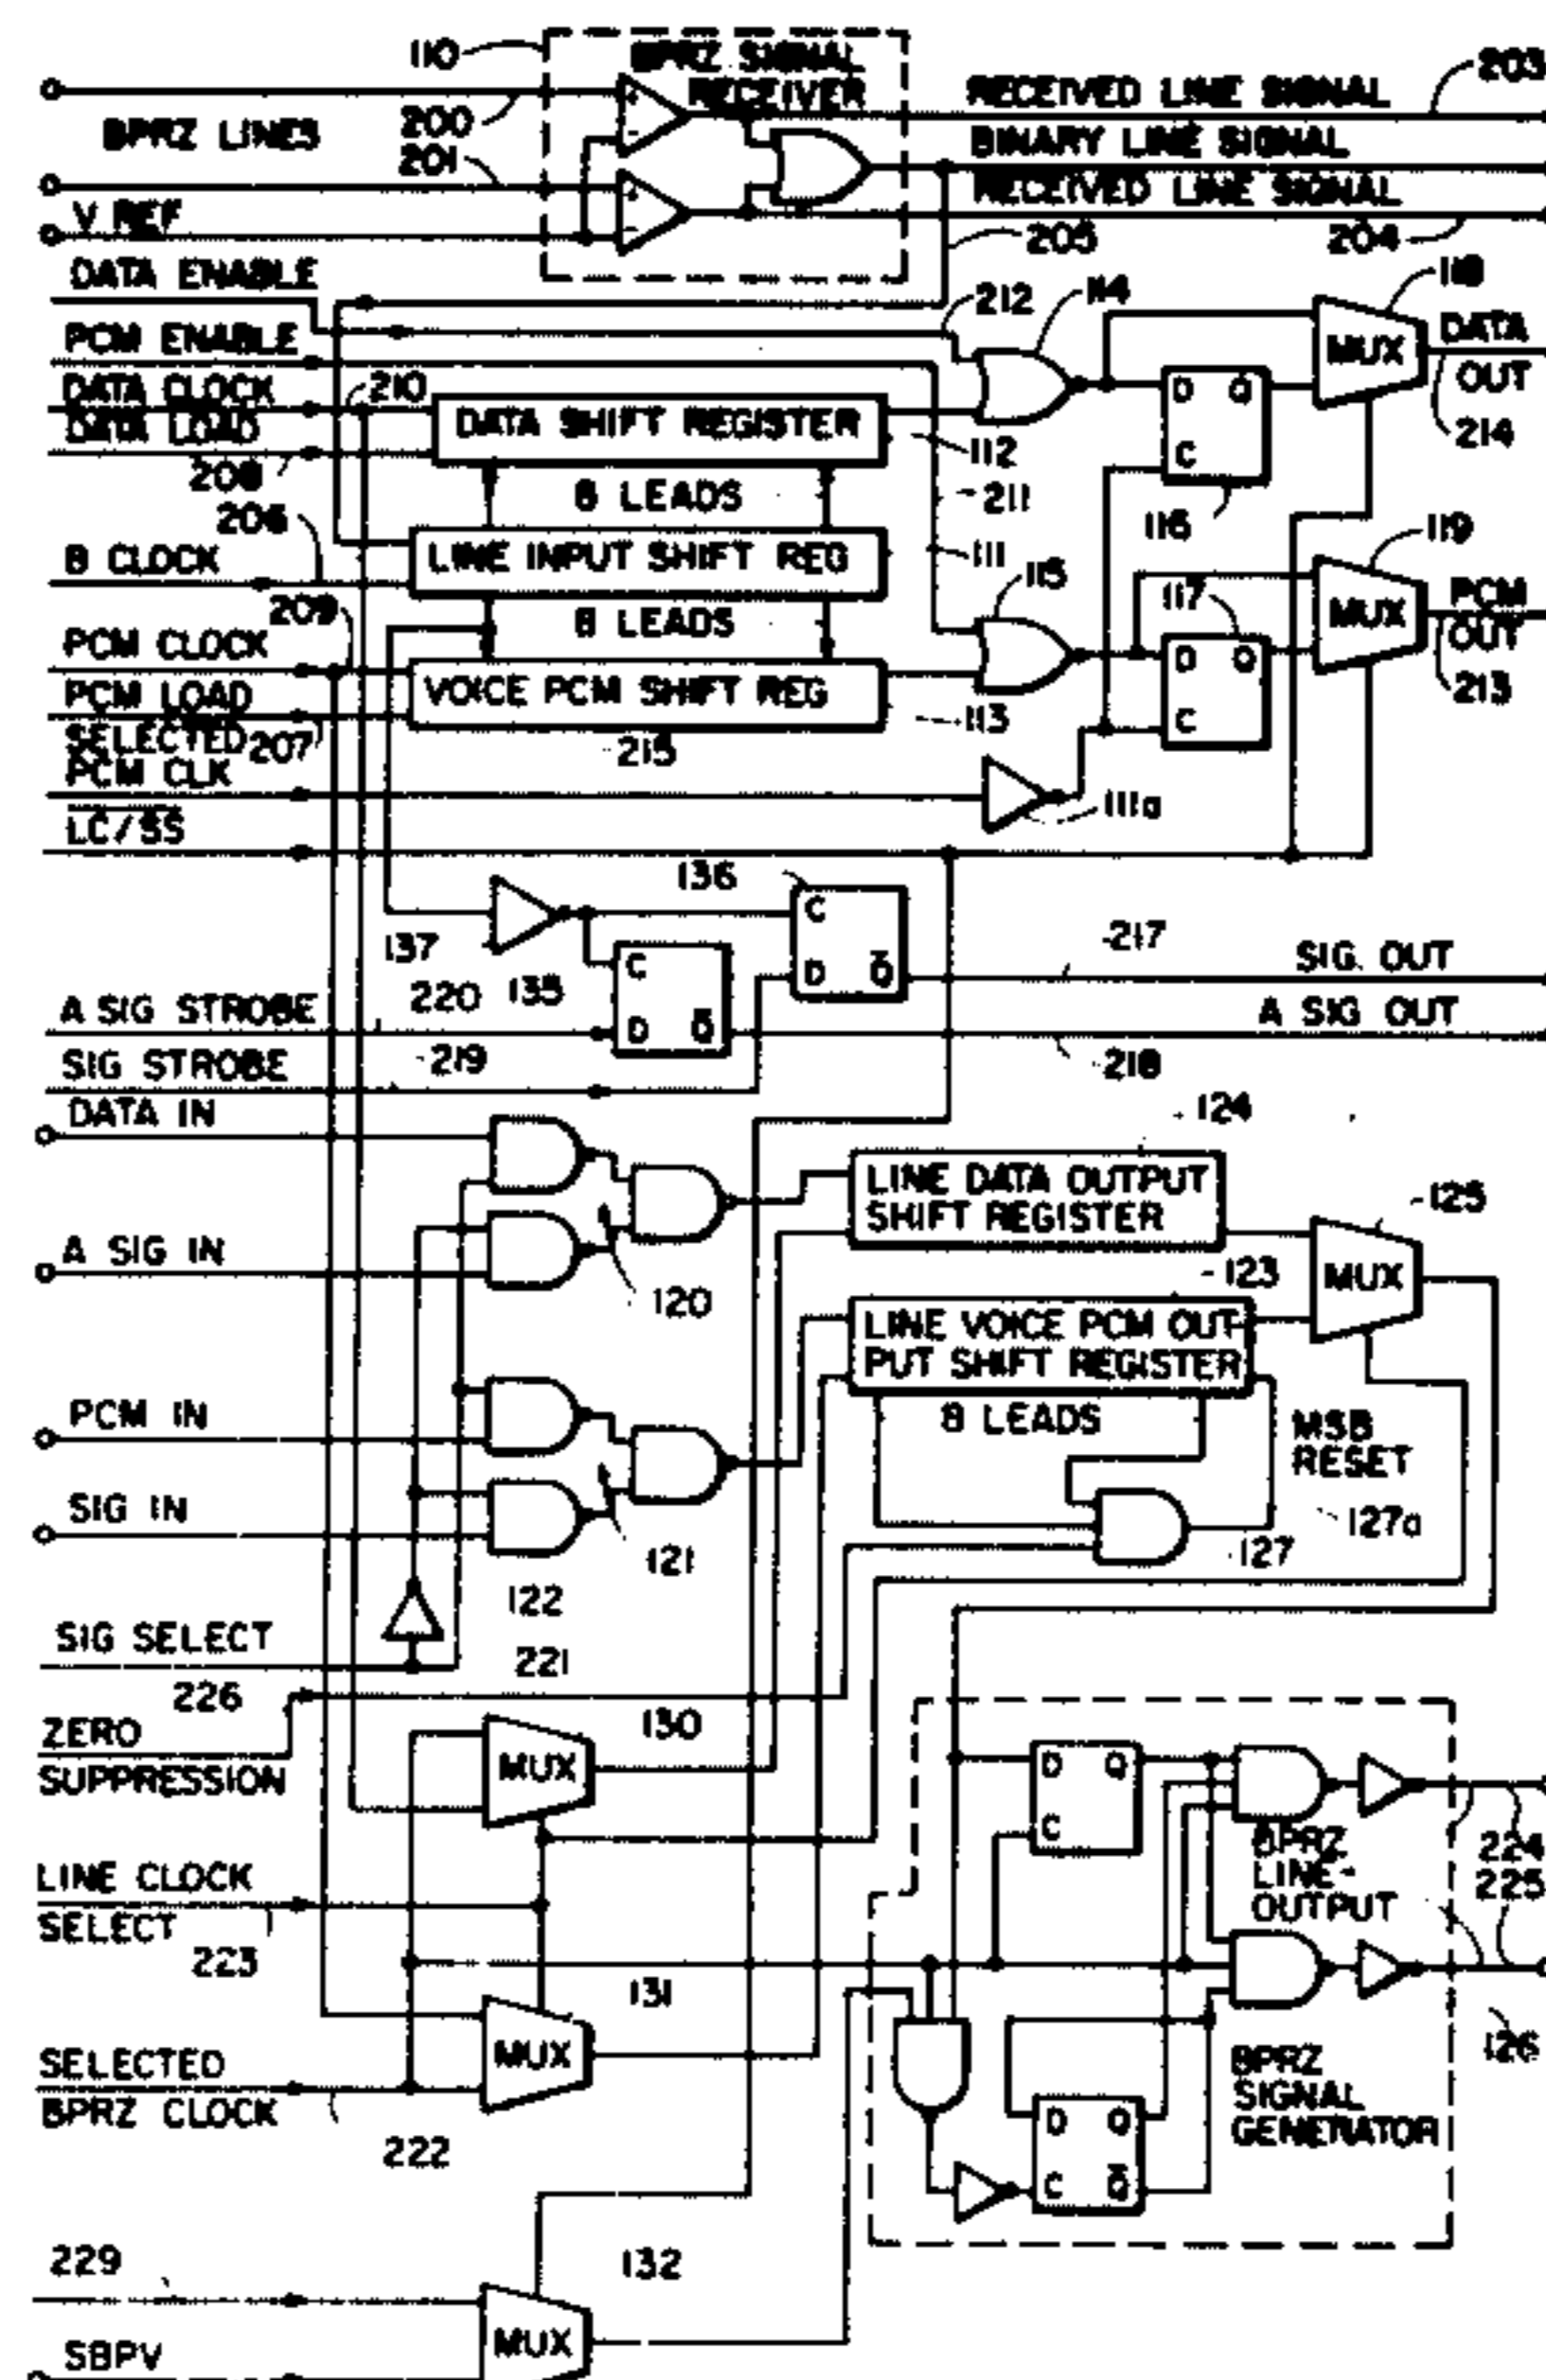 110
BPRZ SIGNAL
RECEIVER
203
200
RECEIVED LINE SIGNAL
BPRZ LINES
201
BINARY LINE SIGNAL
RECEIVED LINE SIGNAL
V REF
205
204
DATA ENABLE
212
114
118
PCM ENABLE
MUX
DATA
OUT
DATA CLOCK
210
D Q
DATA LOAD
DATA SHIFT REGISTER
112
C
214
208
8 LEADS
211
206
116
119
B CLOCK
LINE INPUT SHIFT REG
111
115
209
8 LEADS
117
MUX
PCM
OUT
PCM CLOCK
D Q
PCM LOAD
VOICE PCM SHIFT REG
113
C
213
SELECTED
207
215
PCM CLK
111a
LC/SS
136
C
137
217
SIG. OUT
C
D Q̅
220
135
A SIG STROBE
D Q̅
A SIG OUT
219
218
SIG STROBE
DATA IN
124
LINE DATA OUTPUT
SHIFT REGISTER
125
A SIG IN
120
123
MUX
LINE VOICE PCM OUT-
PUT SHIFT REGISTER
PCM IN
8 LEADS
MSB
RESET
SIG IN
127a
121
127
122
SIG SELECT
221
226
130
ZERO
SUPPRESSION
MUX
D Q
C
BPRZ
LINE-
OUTPUT
224
225
LINE CLOCK
SELECT
223
131
126
SELECTED
BPRZ CLOCK
MUX
BPRZ
SIGNAL
GENERATOR
D Q
222
C Q̅
229
132
MUX
SBPV